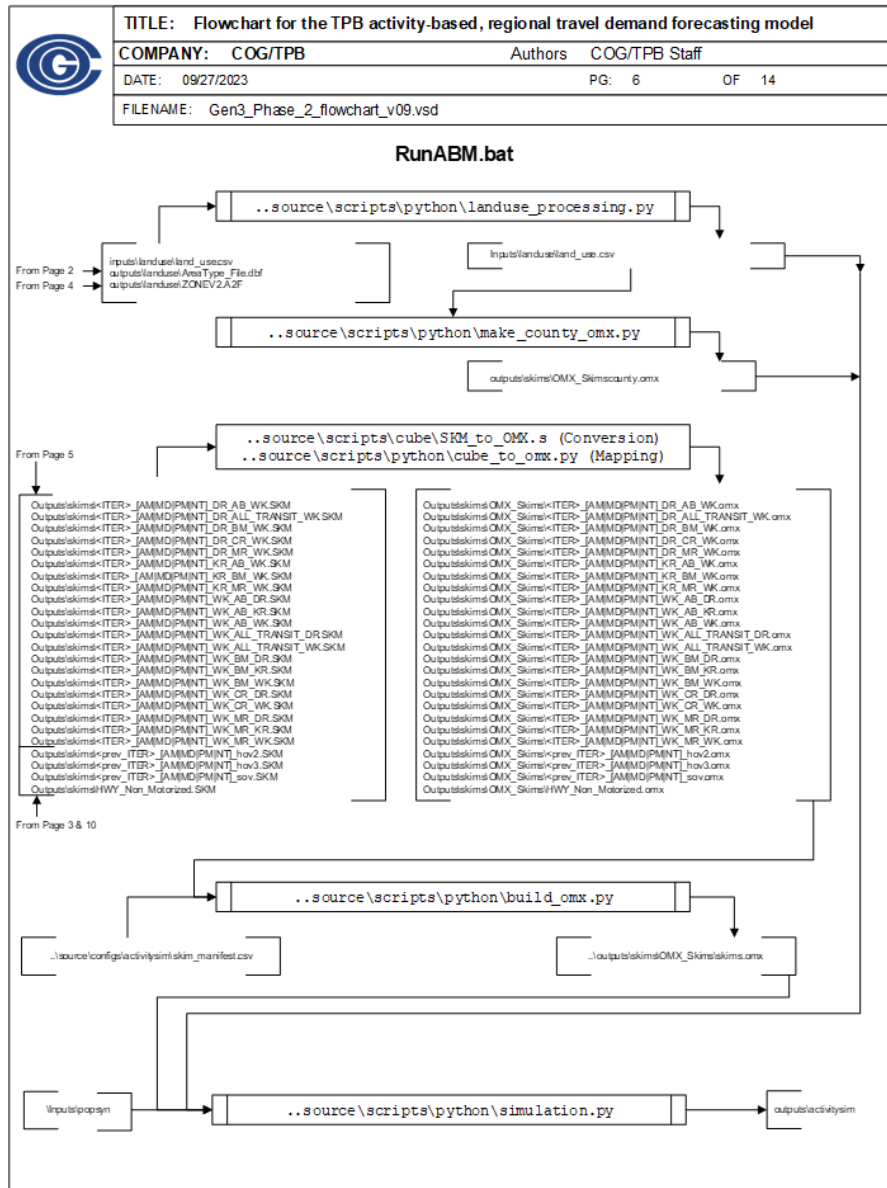 TITLE: Flowchart for the TPB activity-based, regional travel demand forecasting model
COMPANY: COG/TPB Authors COG/TPB Staff
DATE: 09/27/2023 PG: 6 OF 14
FILENAME: Gen3_Phase_2_flowchart_v09.vsd
RunABM.bat
..source\scripts\python\landuse_processing.py
From Page 2
From Page 4
inputs\landuse\land_use.csv
outputs\landuse\AreaType_File.dbf
outputs\landuse\ZONEV2.A2F
Inputs\landuse\land_use.csv
..source\scripts\python\make_county_omx.py
outputs\skims\OMX_Skimscounty.omx
..source\scripts\cube\SKM_to_OMX.s (Conversion)
..source\scripts\python\cube_to_omx.py (Mapping)
From Page 5
Outputs\skims\<ITER>_[AM|MD|PM|NT]_DR_AB_WK.SKM
Outputs\skims\<ITER>_[AM|MD|PM|NT]_DR_ALL_TRANSIT_WK.SKM
Outputs\skims\<ITER>_[AM|MD|PM|NT]_DR_BM_WK.SKM
Outputs\skims\<ITER>_[AM|MD|PM|NT]_DR_CR_WK.SKM
Outputs\skims\<ITER>_[AM|MD|PM|NT]_DR_MR_WK.SKM
Outputs\skims\<ITER>_[AM|MD|PM|NT]_KR_AB_WK.SKM
Outputs\skims\<ITER>_[AM|MD|PM|NT]_KR_BM_WK.SKM
Outputs\skims\<ITER>_[AM|MD|PM|NT]_KR_MR_WK.SKM
Outputs\skims\<ITER>_[AM|MD|PM|NT]_WK_AB_DR.SKM
Outputs\skims\<ITER>_[AM|MD|PM|NT]_WK_AB_KR.SKM
Outputs\skims\<ITER>_[AM|MD|PM|NT]_WK_AB_WK.SKM
Outputs\skims\<ITER>_[AM|MD|PM|NT]_WK_ALL_TRANSIT_DR.SKM
Outputs\skims\<ITER>_[AM|MD|PM|NT]_WK_ALL_TRANSIT_WK.SKM
Outputs\skims\<ITER>_[AM|MD|PM|NT]_WK_BM_DR.SKM
Outputs\skims\<ITER>_[AM|MD|PM|NT]_WK_BM_KR.SKM
Outputs\skims\<ITER>_[AM|MD|PM|NT]_WK_BM_WK.SKM
Outputs\skims\<ITER>_[AM|MD|PM|NT]_WK_CR_DR.SKM
Outputs\skims\<ITER>_[AM|MD|PM|NT]_WK_CR_WK.SKM
Outputs\skims\<ITER>_[AM|MD|PM|NT]_WK_MR_DR.SKM
Outputs\skims\<ITER>_[AM|MD|PM|NT]_WK_MR_KR.SKM
Outputs\skims\<ITER>_[AM|MD|PM|NT]_WK_MR_WK.SKM
Outputs\skims\<prev_ITER>_[AM|MD|PM|NT]_hov2.SKM
Outputs\skims\<prev_ITER>_[AM|MD|PM|NT]_hov3.SKM
Outputs\skims\<prev_ITER>_[AM|MD|PM|NT]_sov.SKM
Outputs\skims\HWY_Non_Motorized.SKM
From Page 3 & 10
Outputs\skims\OMX_Skims\<ITER>_[AM|MD|PM|NT]_DR_AB_WK.omx
Outputs\skims\OMX_Skims\<ITER>_[AM|MD|PM|NT]_DR_ALL_TRANSIT_WK.omx
Outputs\skims\OMX_Skims\<ITER>_[AM|MD|PM|NT]_DR_BM_WK.omx
Outputs\skims\OMX_Skims\<ITER>_[AM|MD|PM|NT]_DR_CR_WK.omx
Outputs\skims\OMX_Skims\<ITER>_[AM|MD|PM|NT]_DR_MR_WK.omx
Outputs\skims\OMX_Skims\<ITER>_[AM|MD|PM|NT]_KR_AB_WK.omx
Outputs\skims\OMX_Skims\<ITER>_[AM|MD|PM|NT]_KR_BM_WK.omx
Outputs\skims\OMX_Skims\<ITER>_[AM|MD|PM|NT]_KR_MR_WK.omx
Outputs\skims\OMX_Skims\<ITER>_[AM|MD|PM|NT]_WK_AB_DR.omx
Outputs\skims\OMX_Skims\<ITER>_[AM|MD|PM|NT]_WK_AB_KR.omx
Outputs\skims\OMX_Skims\<ITER>_[AM|MD|PM|NT]_WK_AB_WK.omx
Outputs\skims\OMX_Skims\<ITER>_[AM|MD|PM|NT]_WK_ALL_TRANSIT_DR.omx
Outputs\skims\OMX_Skims\<ITER>_[AM|MD|PM|NT]_WK_ALL_TRANSIT_WK.omx
Outputs\skims\OMX_Skims\<ITER>_[AM|MD|PM|NT]_WK_BM_DR.omx
Outputs\skims\OMX_Skims\<ITER>_[AM|MD|PM|NT]_WK_BM_KR.omx
Outputs\skims\OMX_Skims\<ITER>_[AM|MD|PM|NT]_WK_BM_WK.omx
Outputs\skims\OMX_Skims\<ITER>_[AM|MD|PM|NT]_WK_CR_DR.omx
Outputs\skims\OMX_Skims\<ITER>_[AM|MD|PM|NT]_WK_CR_WK.omx
Outputs\skims\OMX_Skims\<ITER>_[AM|MD|PM|NT]_WK_MR_DR.omx
Outputs\skims\OMX_Skims\<ITER>_[AM|MD|PM|NT]_WK_MR_KR.omx
Outputs\skims\OMX_Skims\<ITER>_[AM|MD|PM|NT]_WK_MR_WK.omx
Outputs\skims\OMX_Skims\<prev_ITER>_[AM|MD|PM|NT]_hov2.omx
Outputs\skims\OMX_Skims\<prev_ITER>_[AM|MD|PM|NT]_hov3.omx
Outputs\skims\OMX_Skims\<prev_ITER>_[AM|MD|PM|NT]_sov.omx
Outputs\skims\OMX_Skims\HWY_Non_Motorized.omx
..source\scripts\python\build_omx.py
..\source\configs\activitysim\skim_manifest.csv
..\outputs\skims\OMX_Skims\skims.omx
\Inputs\popsyn
..source\scripts\python\simulation.py
outputs\activitysim